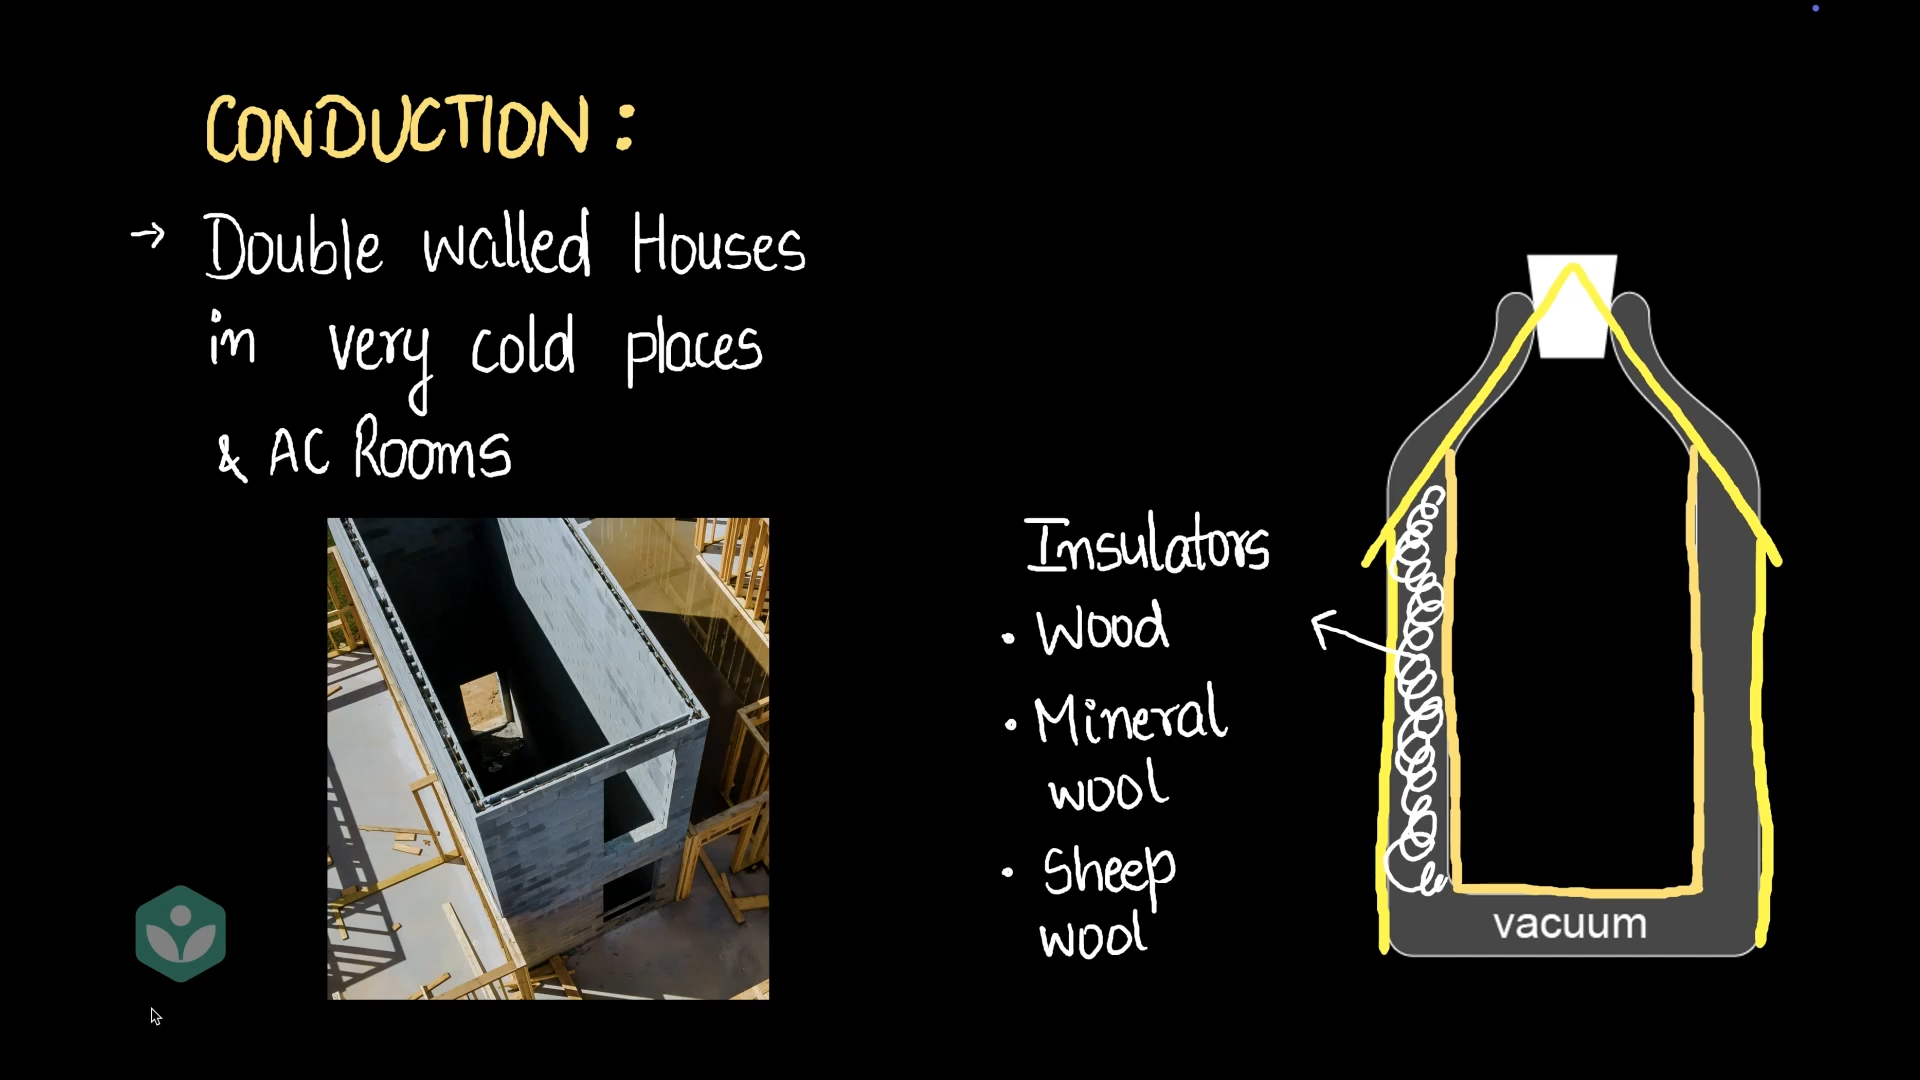 CONDUCTION :
→ Double walled Houses
in very cold places
& AC Rooms
Insulators
• Wood
• Mineral
wool
• Sheep
wool
vacuum